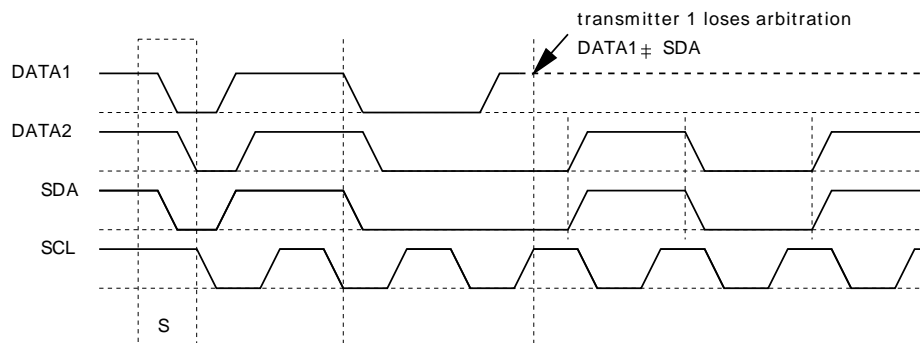 transmitter 1 loses arbitration
DATA1 ≠ SDA
DATA1
DATA2
SDA
SCL
S